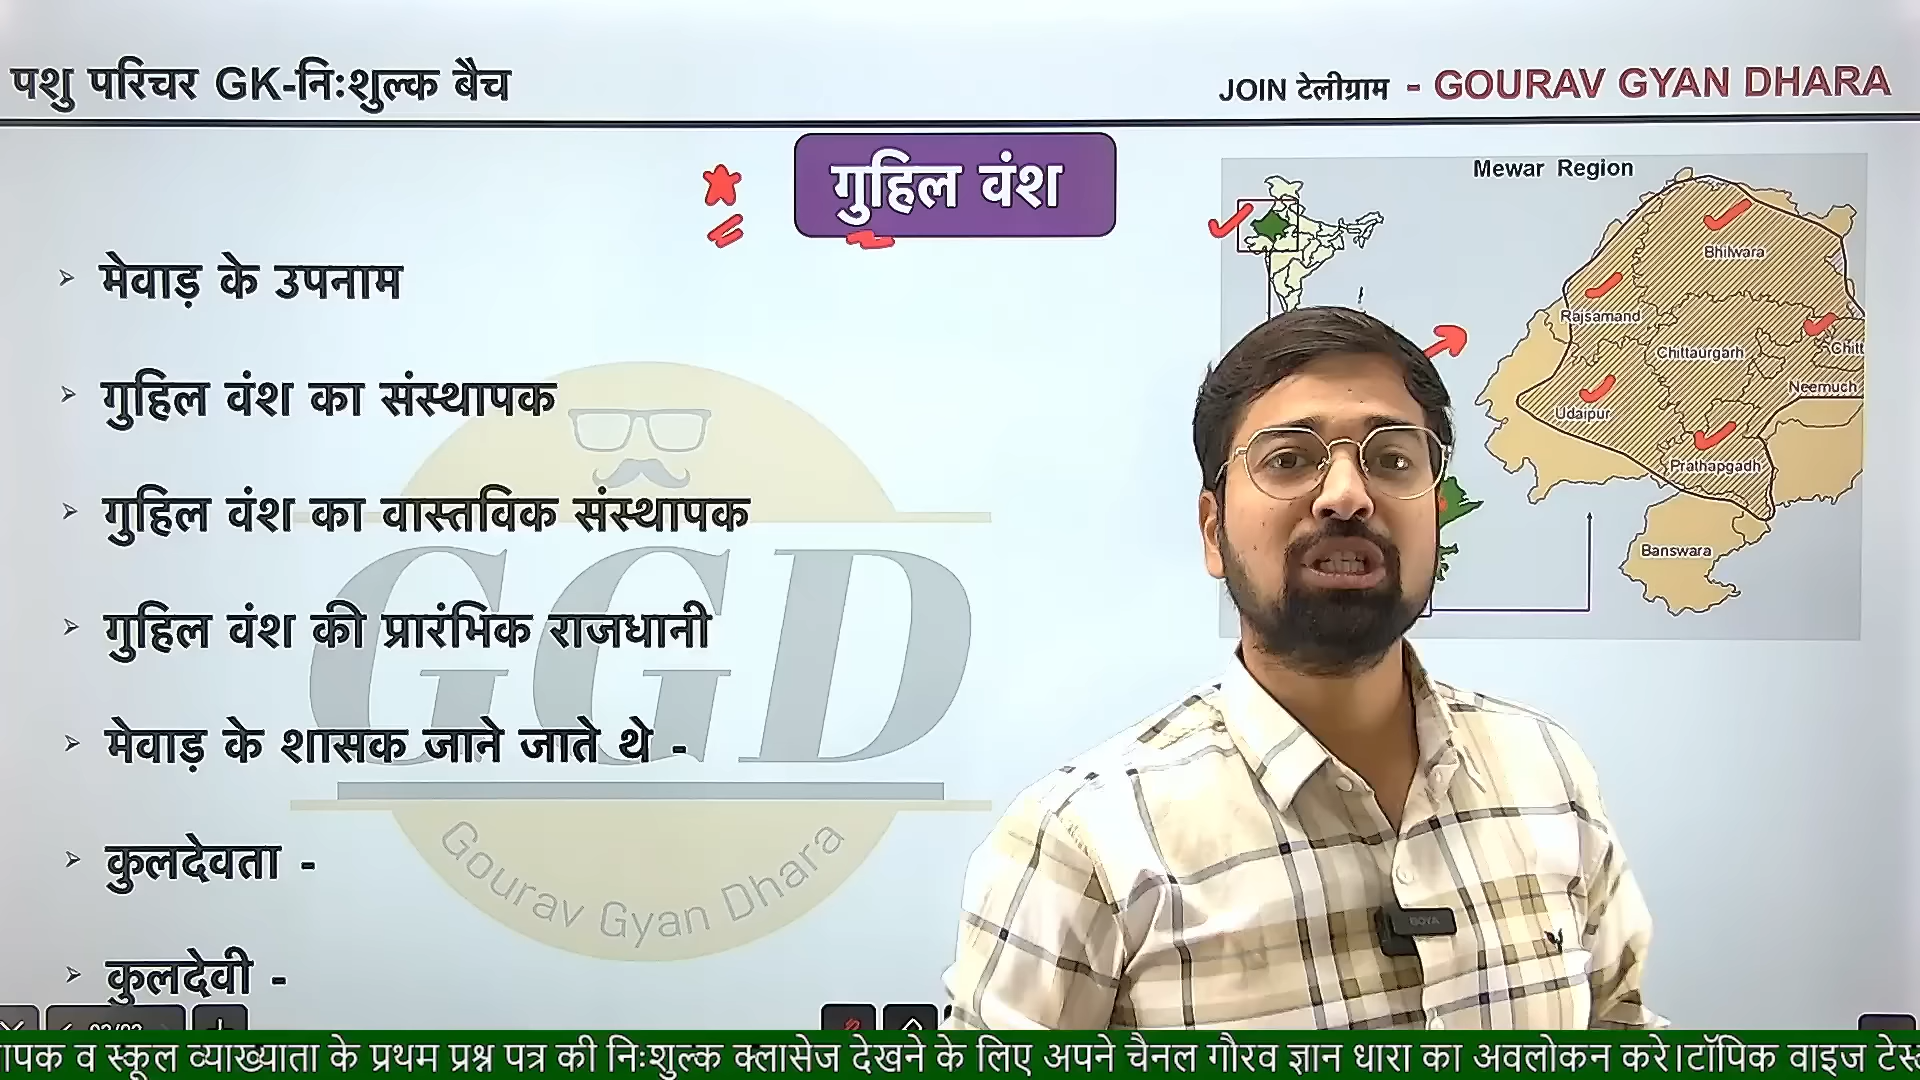 पशु परिचर GK-निःशुल्क बैच
JOIN टेलीग्राम - GOURAV GYAN DHARA
गुहिल वंश
Mewar Region
Bhilwara
Rajsamand
Chittaurgarh
Chitt
Neemuch
Udaipur
Prathapgadh
Banswara
मेवाड़ के उपनाम
गुहिल वंश का संस्थापक
गुहिल वंश का वास्तविक संस्थापक
गुहिल वंश की प्रारंभिक राजधानी
मेवाड़ के शासक जाने जाते थे -
कुलदेवता -
कुलदेवी -
GGD
Gourav Gyan Dhara
BOYA
व स्कूल व्याख्याता के प्रथम प्रश्न पत्र की निःशुल्क क्लासेज देखने के लिए अपने चैनल गौरव ज्ञान धारा का अवलोकन करे।टॉपिक वाइज